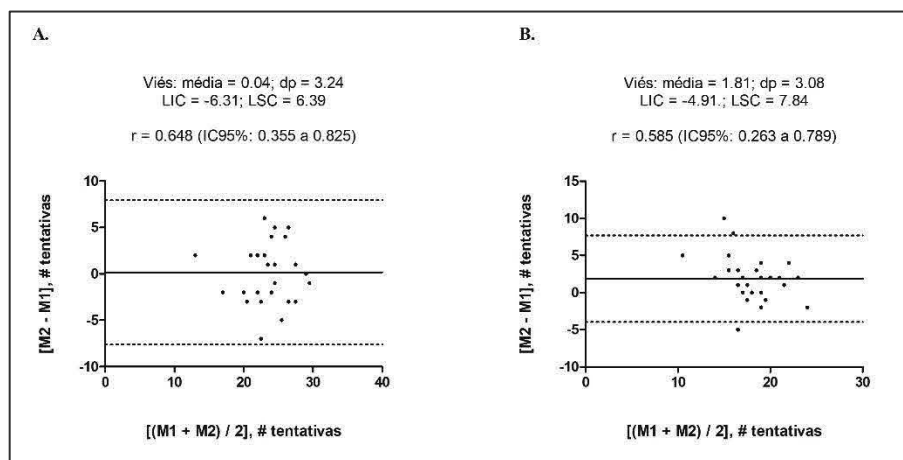 A.
Viés: média = 0.04; dp = 3.24
LIC = -6.31; LSC = 6.39
r = 0.648 (IC95%: 0.355 a 0.825)
10
5
0
-5
-10
0
10
20
30
40
[M2 - M1], # tentativas
[(M1 + M2) / 2], # tentativas
B.
Viés: média = 1.81; dp = 3.08
LIC = -4.91.; LSC = 7.84
r = 0.585 (IC95%: 0.263 a 0.789)
15
10
5
0
-5
-10
0
10
20
30
[M2 - M1], # tentativas
[(M1 + M2) / 2], # tentativas